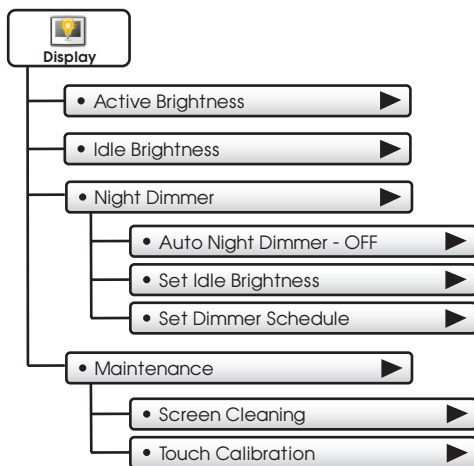 Display
• Active Brightness
• Idle Brightness
• Night Dimmer
• Auto Night Dimmer - OFF
• Set Idle Brightness
• Set Dimmer Schedule
• Maintenance
• Screen Cleaning
• Touch Calibration